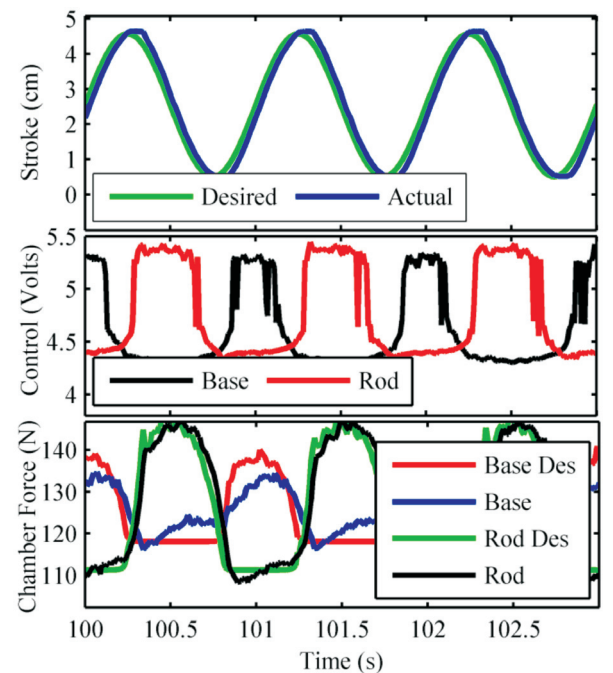 5
4
3
2
1
0
Stroke (cm)
Desired
Actual
5.5
5
4.5
4
Control (Volts)
Base
Rod
140
130
120
110
Chamber Force (N)
Base Des
Base
Rod Des
Rod
100
100.5
101
101.5
102
102.5
Time (s)